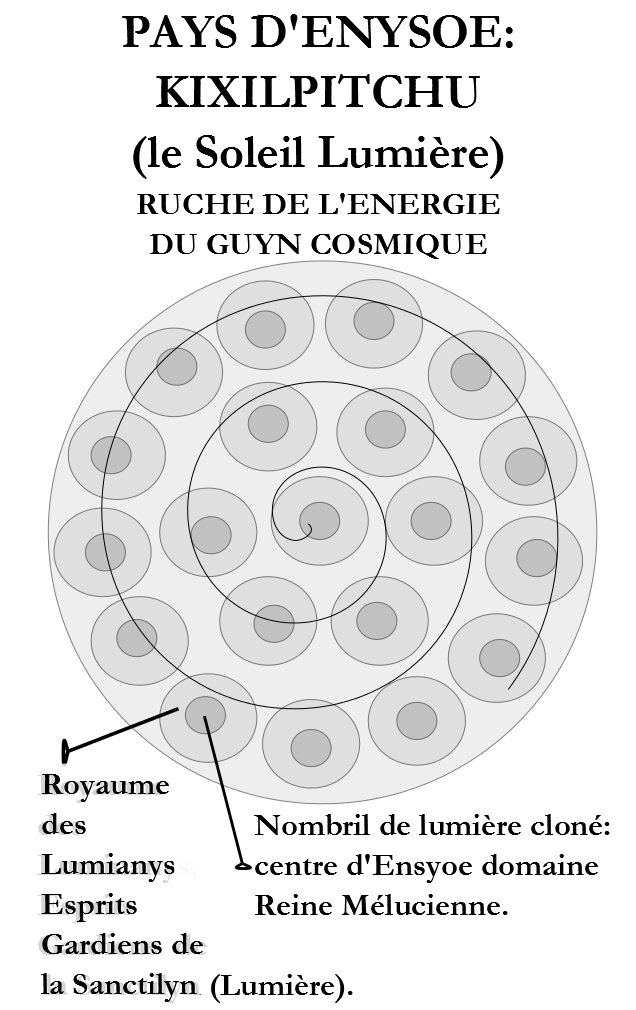 PAYS D'ENYSOE:
KIXILPITCHU
(le Soleil Lumière)
RUCHE DE L'ENERGIE
DU GUYN COSMIQUE
Royaume
des
Lumianys
Esprits
Gardiens de
la Sanctilyn (Lumière).
Nombril de lumière cloné:
centre d'Ensyoe domaine
Reine Mélucienne.